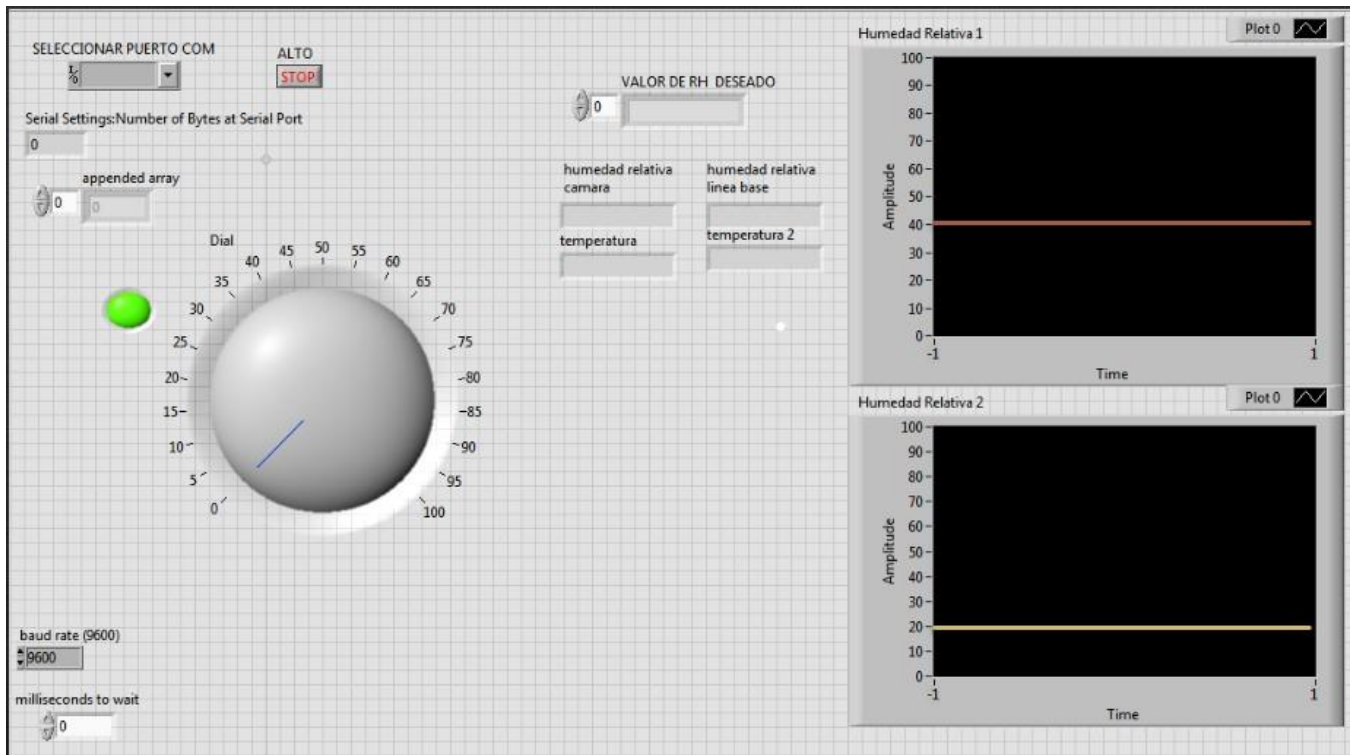 SELECCIONAR PUERTO COM
I/O
ALTO
STOP
Serial Settings:Number of Bytes at Serial Port
0
appended array
0
0
Dial
0
5
10
15
20
25
30
35
40
45
50
55
60
65
70
75
80
85
90
95
100
baud rate (9600)
9600
milliseconds to wait
0
VALOR DE RH DESEADO
0
humedad relativa
camara
humedad relativa
linea base
temperatura
temperatura 2
Humedad Relativa 1
Plot 0
Amplitude
100
90
80
70
60
50
40
30
20
10
0
-1
1
Time
Humedad Relativa 2
Plot 0
Amplitude
100
90
80
70
60
50
40
30
20
10
0
-1
1
Time